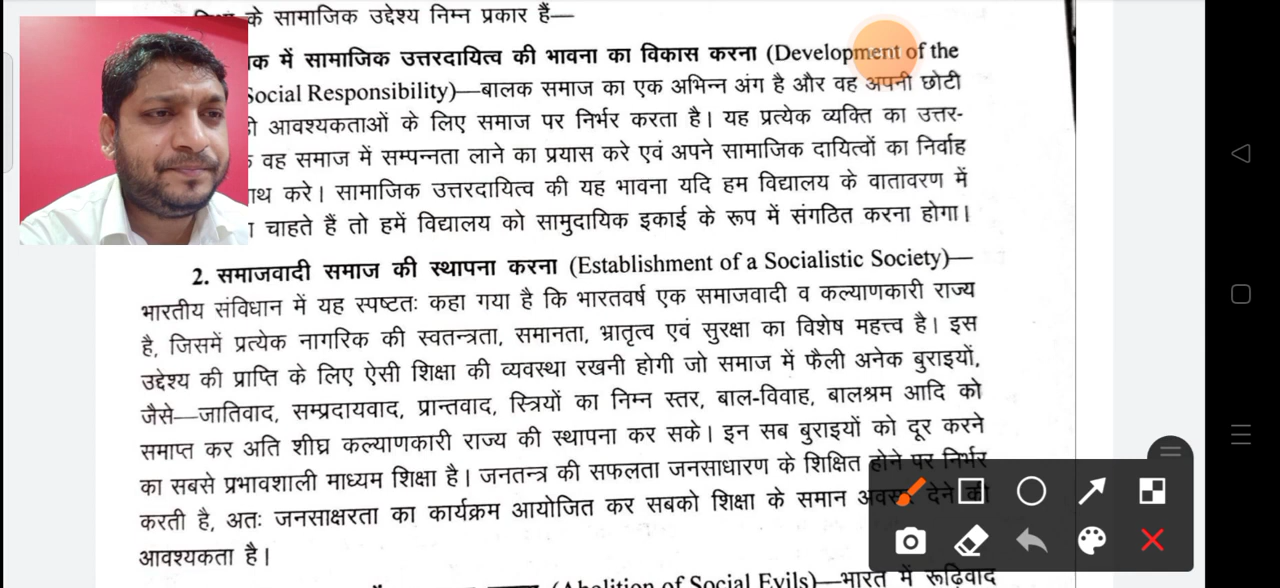 के सामाजिक उद्देश्य निम्न प्रकार हैं—
में सामाजिक उत्तरदायित्व की भावना का विकास करना (Development of the
Social Responsibility)—बालक समाज का एक अभिन्न अंग है और वह अपनी छोटी
आवश्यकताओं के लिए समाज पर निर्भर करता है। यह प्रत्येक व्यक्ति का उत्तर-
वह समाज में सम्पन्नता लाने का प्रयास करे एवं अपने सामाजिक दायित्वों का निर्वाह
करे। सामाजिक उत्तरदायित्व की यह भावना यदि हम विद्यालय के वातावरण में
चाहते हैं तो हमें विद्यालय को सामुदायिक इकाई के रूप में संगठित करना होगा।
2. समाजवादी समाज की स्थापना करना (Establishment of a Socialistic Society)—
भारतीय संविधान में यह स्पष्टतः कहा गया है कि भारतवर्ष एक समाजवादी व कल्याणकारी राज्य
है, जिसमें प्रत्येक नागरिक की स्वतन्त्रता, समानता, भ्रातृत्व एवं सुरक्षा का विशेष महत्त्व है। इस
उद्देश्य की प्राप्ति के लिए ऐसी शिक्षा की व्यवस्था रखनी होगी जो समाज में फैली अनेक बुराइयों,
जैसे—जातिवाद, सम्प्रदायवाद, प्रान्तवाद, स्त्रियों का निम्न स्तर, बाल-विवाह, बालश्रम आदि को
समाप्त कर अति शीघ्र कल्याणकारी राज्य की स्थापना कर सके। इन सब बुराइयों को दूर करने
का सबसे प्रभावशाली माध्यम शिक्षा है। जनतन्त्र की सफलता जनसाधारण के शिक्षित होने पर निर्भर
करती है, अतः जनसाक्षरता का कार्यक्रम आयोजित कर सबको शिक्षा के समान अवसर देने की
आवश्यकता है।
(Abolition of Social Evils)—भारत में रूढ़िवाद